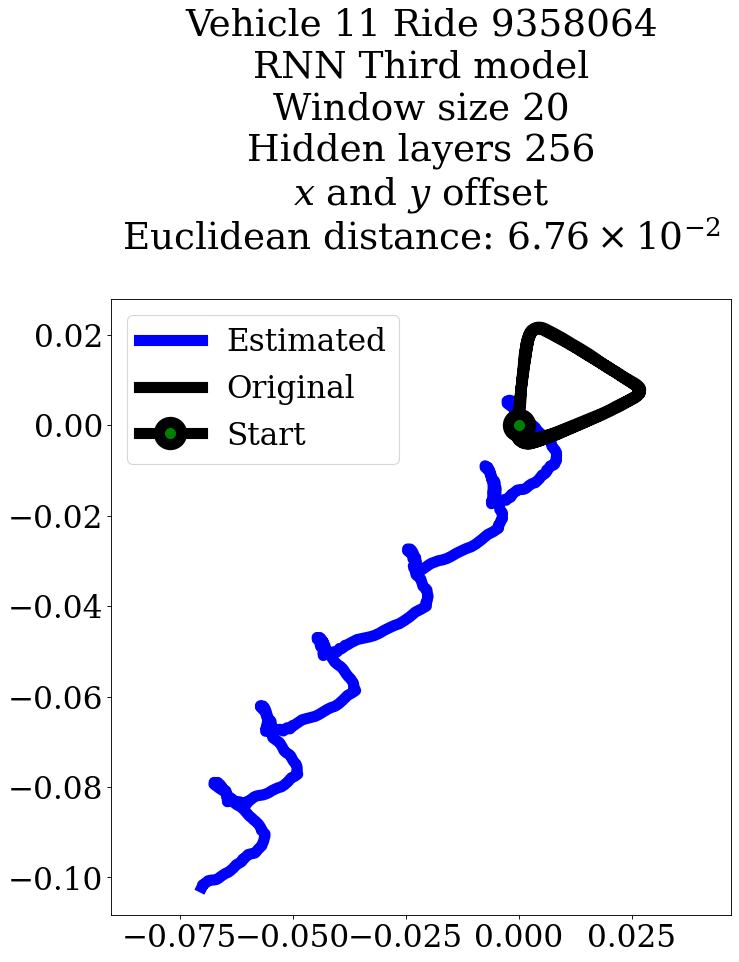 Vehicle 11 Ride 9358064
RNN Third model
Window size 20
Hidden layers 256
x and y offset
Euclidean distance: 6.76 × 10⁻²
Estimated
Original
Start
0.02
0.00
−0.02
−0.04
−0.06
−0.08
−0.10
−0.075 −0.050 −0.025 0.000 0.025